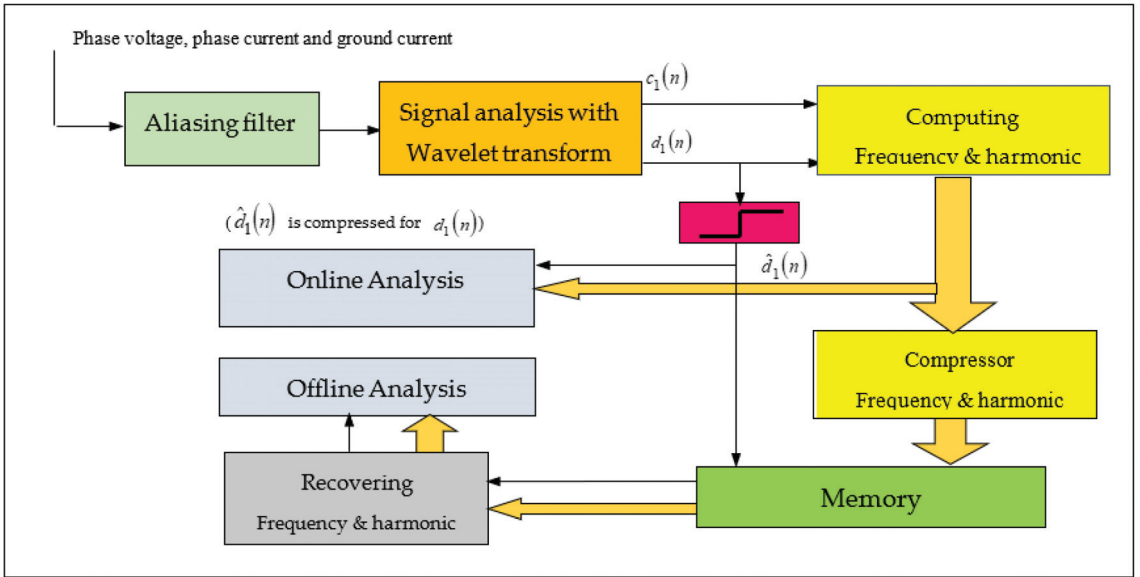 Phase voltage, phase current and ground current
Aliasing filter
Signal analysis with
Wavelet transform
c₁(n)
d₁(n)
Computing
Frequency & harmonic
(d̂₁(n) is compressed for d₁(n))
d̂₁(n)
Online Analysis
Compressor
Frequency & harmonic
Offline Analysis
Recovering
Frequency & harmonic
Memory